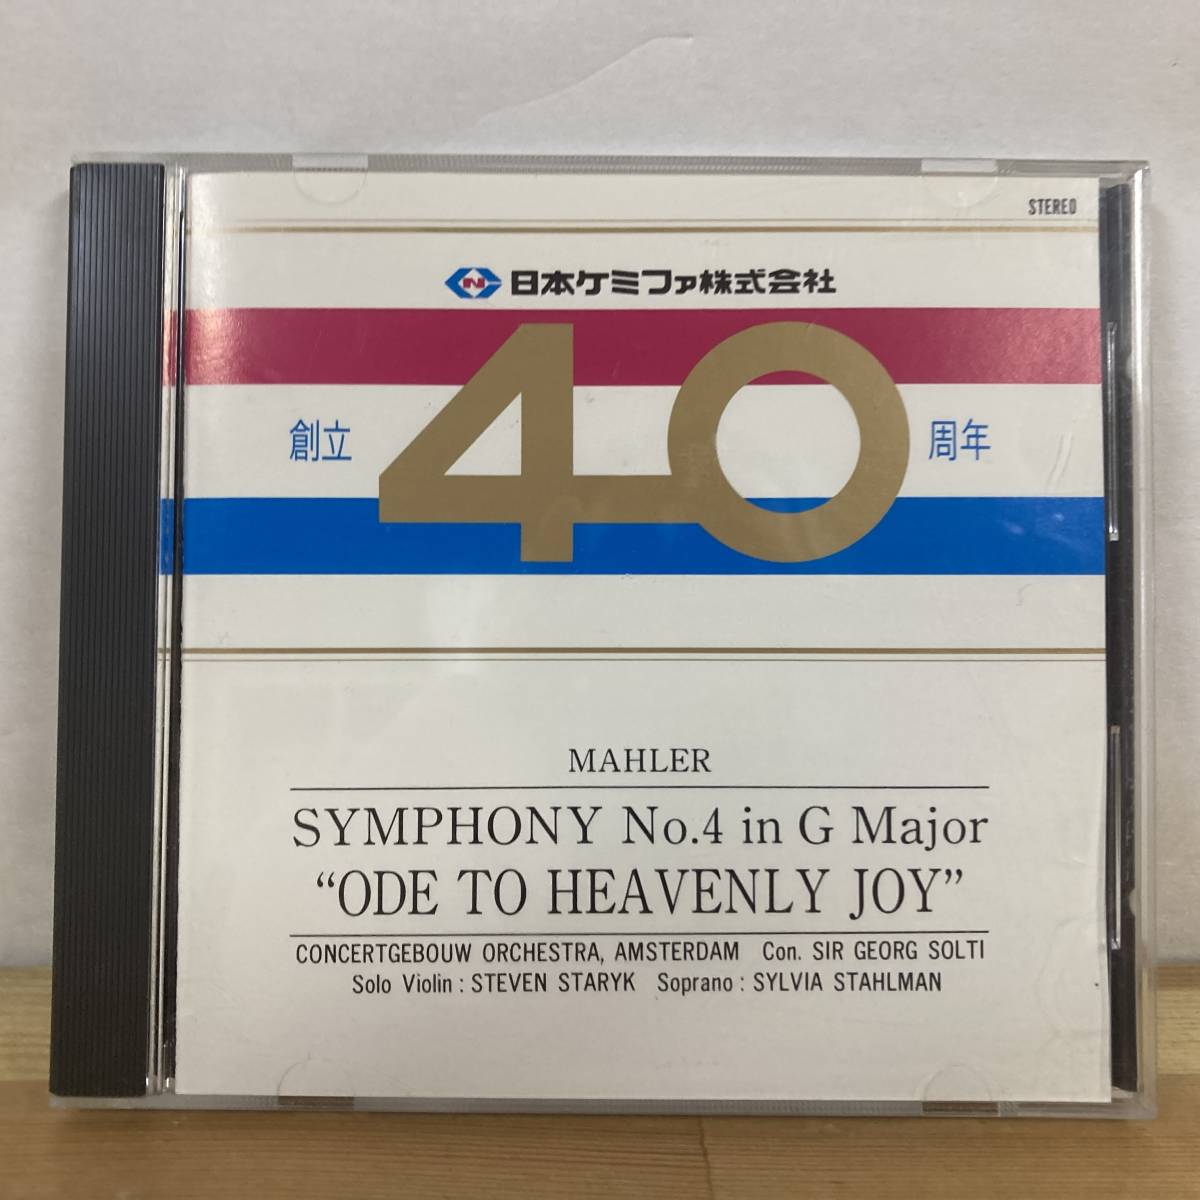 STEREO
N 日本ケミファ株式会社
創立 40 周年
MAHLER
SYMPHONY No.4 in G Major
“ODE TO HEAVENLY JOY”
CONCERTGEBOUW ORCHESTRA, AMSTERDAM Con. SIR GEORG SOLTI
Solo Violin : STEVEN STARYK Soprano : SYLVIA STAHLMAN